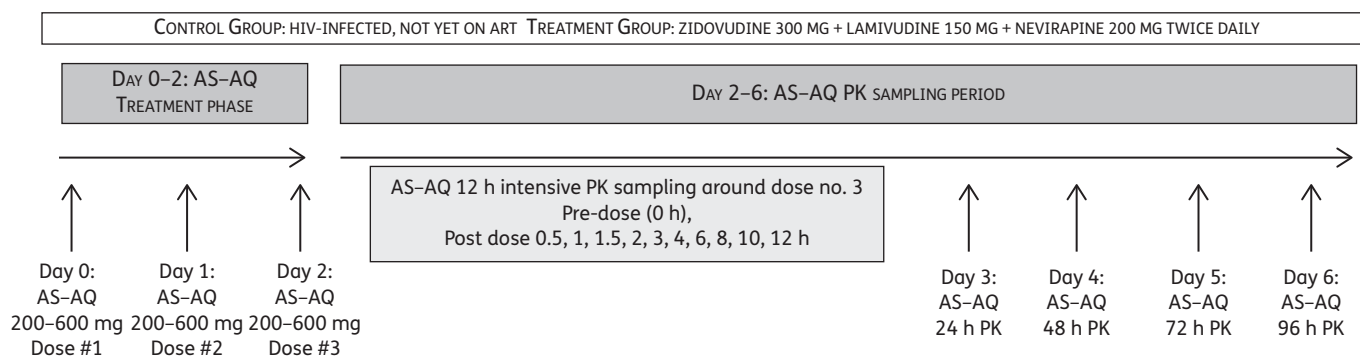 CONTROL GROUP: HIV-INFECTED, NOT YET ON ART TREATMENT GROUP: ZIDOVUDINE 300 MG + LAMIVUDINE 150 MG + NEVIRAPINE 200 MG TWICE DAILY
DAY 0–2: AS–AQ
TREATMENT PHASE
DAY 2–6: AS–AQ PK SAMPLING PERIOD
AS–AQ 12 h intensive PK sampling around dose no. 3
Pre-dose (0 h),
Post dose 0.5, 1, 1.5, 2, 3, 4, 6, 8, 10, 12 h
Day 0:
AS–AQ
200–600 mg
Dose #1
Day 1:
AS–AQ
200–600 mg
Dose #2
Day 2:
AS–AQ
200–600 mg
Dose #3
Day 3:
AS–AQ
24 h PK
Day 4:
AS–AQ
48 h PK
Day 5:
AS–AQ
72 h PK
Day 6:
AS–AQ
96 h PK